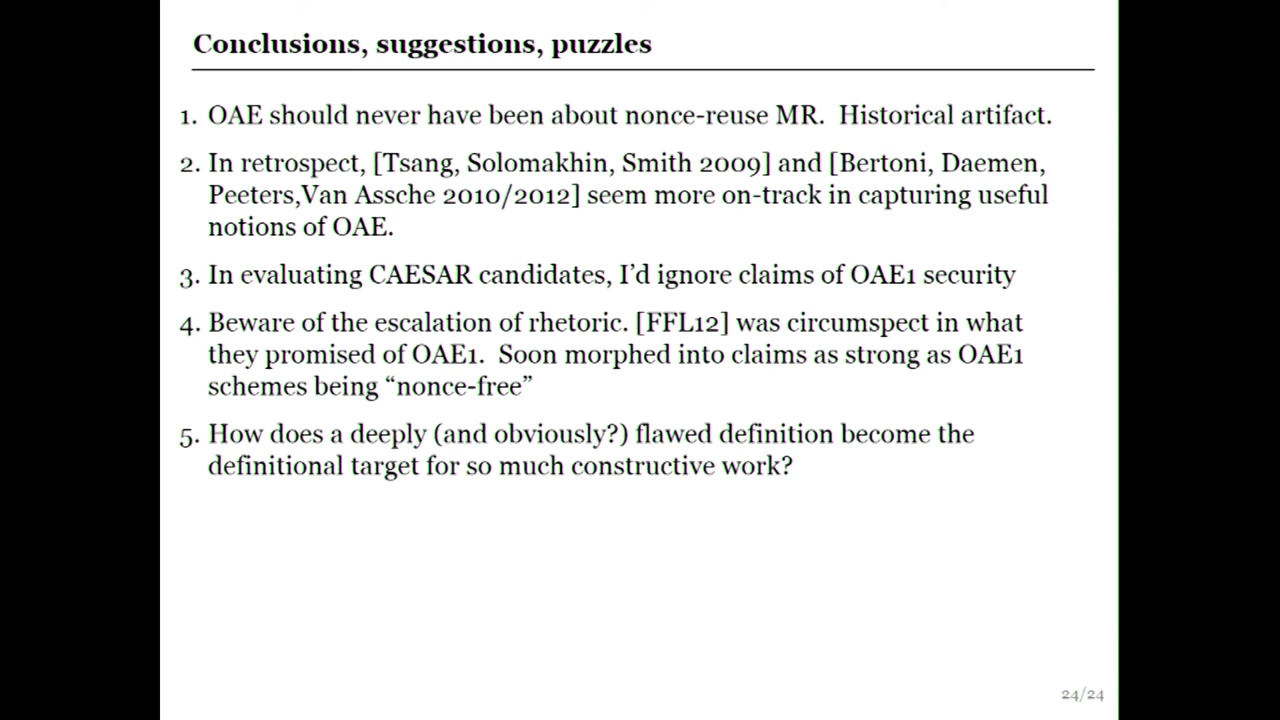 Conclusions, suggestions, puzzles
1. OAE should never have been about nonce-reuse MR.  Historical artifact.
2. In retrospect, [Tsang, Solomakhin, Smith 2009] and [Bertoni, Daemen,
Peeters,Van Assche 2010/2012] seem more on-track in capturing useful
notions of OAE.
3. In evaluating CAESAR candidates, I’d ignore claims of OAE1 security
4. Beware of the escalation of rhetoric. [FFL12] was circumspect in what
they promised of OAE1.  Soon morphed into claims as strong as OAE1
schemes being “nonce-free”
5. How does a deeply (and obviously?) flawed definition become the
definitional target for so much constructive work?
24/24